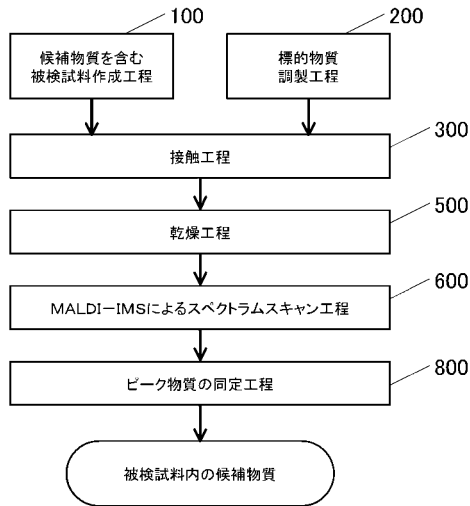 100
200
候補物質を含む
被検試料作成工程
標的物質
調製工程
300
接触工程
500
乾燥工程
600
MALDI－IMSによるスペクトラムスキャン工程
800
ピーク物質の同定工程
被検試料内の候補物質